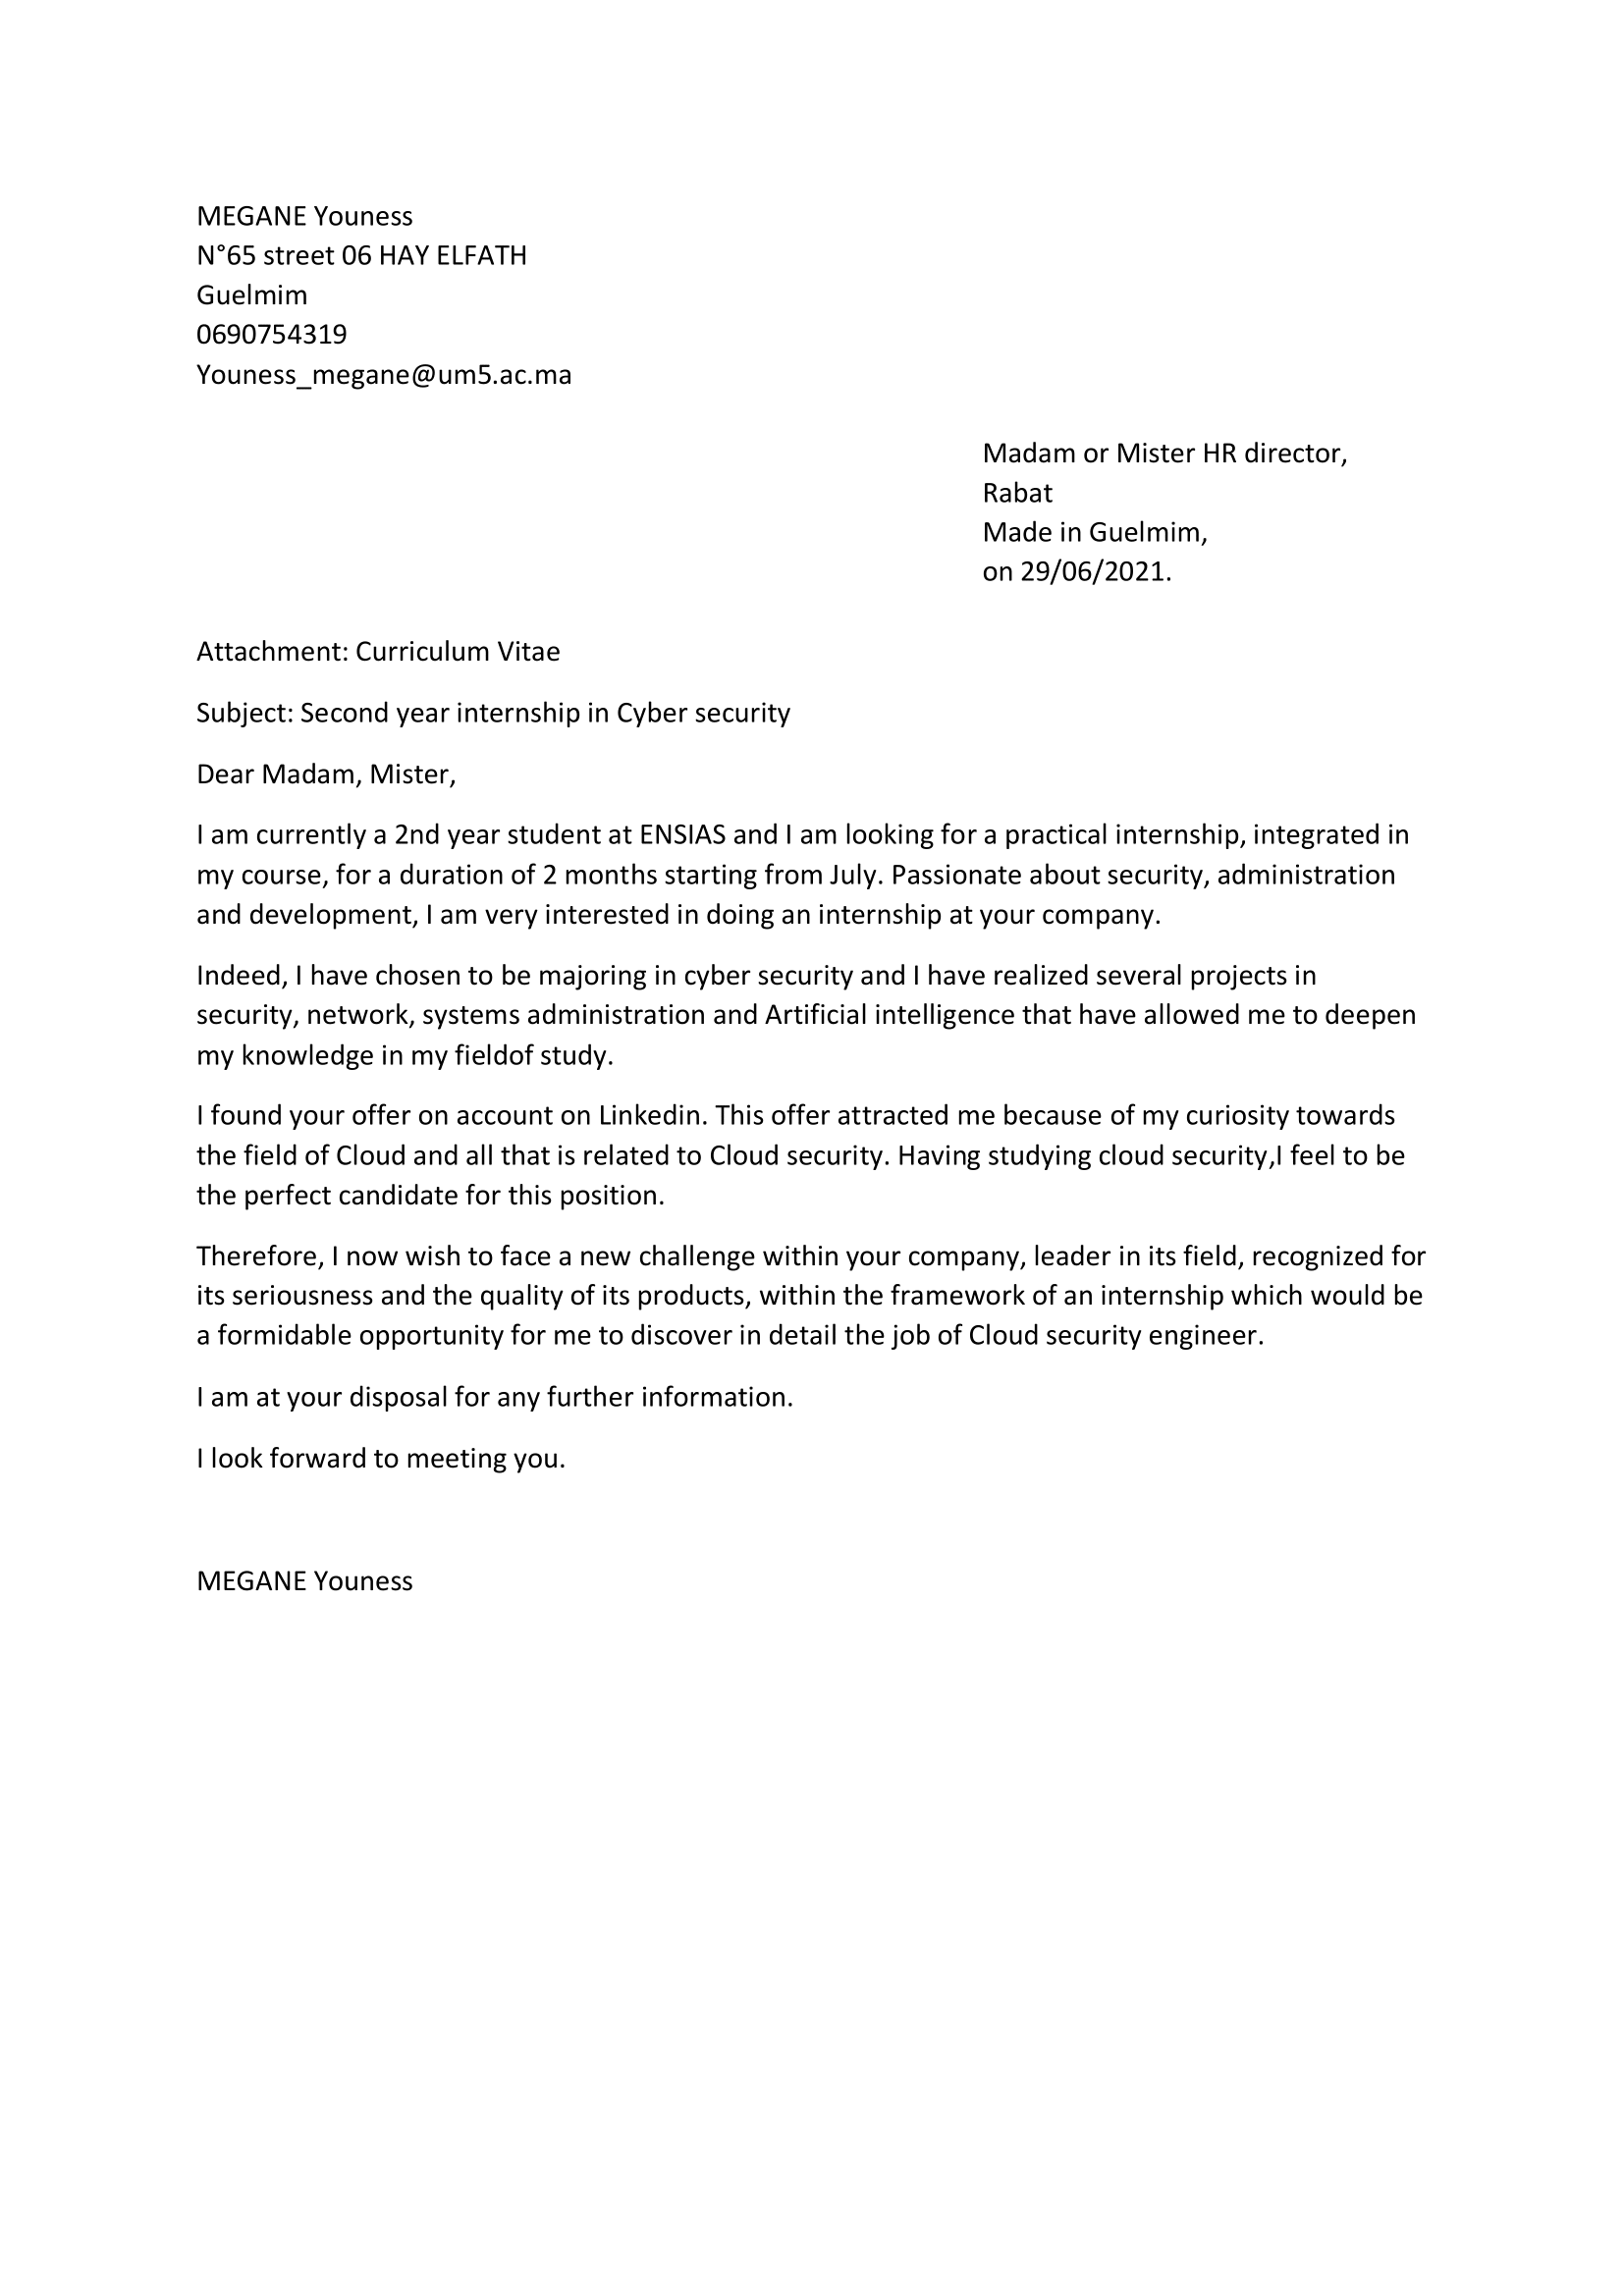 MEGANE Youness
N°65 street 06 HAY ELFATH
Guelmim
0690754319
Youness_megane@um5.ac.ma
Madam or Mister HR director,
Rabat
Made in Guelmim,
on 29/06/2021.
Attachment: Curriculum Vitae
Subject: Second year internship in Cyber security
Dear Madam, Mister,
I am currently a 2nd year student at ENSIAS and I am looking for a practical internship, integrated in
my course, for a duration of 2 months starting from July. Passionate about security, administration
and development, I am very interested in doing an internship at your company.
Indeed, I have chosen to be majoring in cyber security and I have realized several projects in
security, network, systems administration and Artificial intelligence that have allowed me to deepen
my knowledge in my fieldof study.
I found your offer on account on Linkedin. This offer attracted me because of my curiosity towards
the field of Cloud and all that is related to Cloud security. Having studying cloud security,I feel to be
the perfect candidate for this position.
Therefore, I now wish to face a new challenge within your company, leader in its field, recognized for
its seriousness and the quality of its products, within the framework of an internship which would be
a formidable opportunity for me to discover in detail the job of Cloud security engineer.
I am at your disposal for any further information.
I look forward to meeting you.
MEGANE Youness